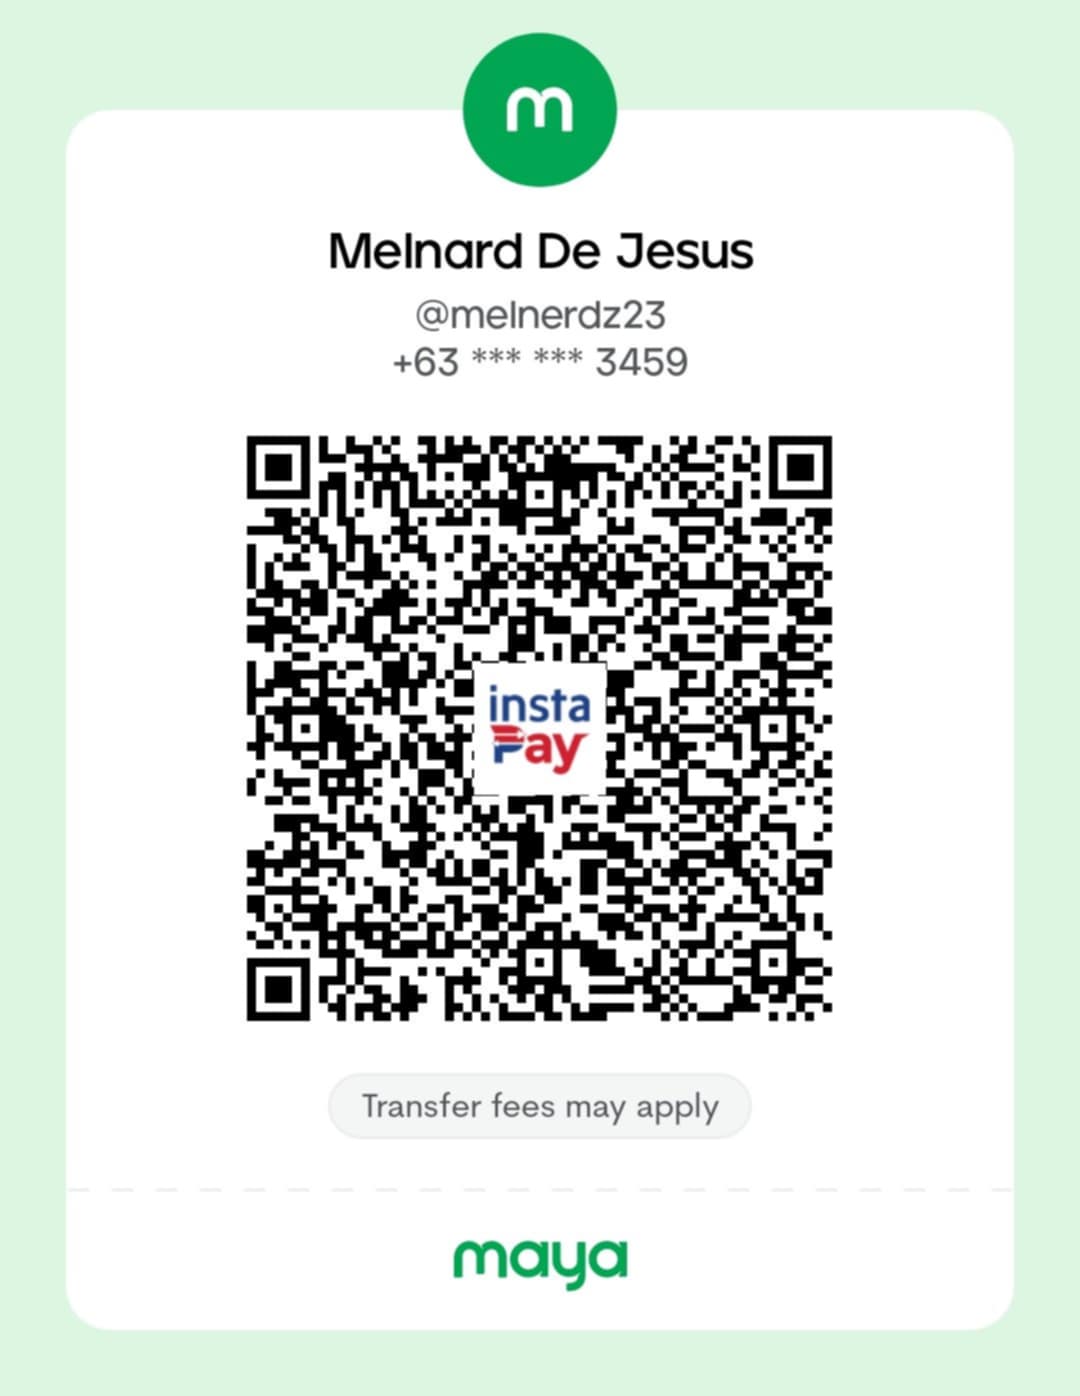 m
Melnard De Jesus
@melnerdz23
+63 *** *** 3459
insta
Pay
Transfer fees may apply
maya